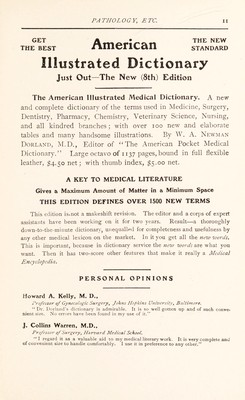 PATHOLOGY, ETC. 11
GET THE BEST
American
THE NEW STANDARD
Illustrated Dictionary
Just Out—The New (8th) Edition
The American Illustrated Medical Dictionary. A new
and complete dictionary of the terms used in Medicine, Surgery,
Dentistry, Pharmacy, Chemistry, Veterinary Science, Nursing,
and all kindred branches; with over 100 new and elaborate
tables and many handsome illustrations. By W. A. NEWMAN
DORLAND, M.D., Editor of "The American Pocket Medical
Dictionary." Large octavo of 1137 pages, bound in full flexible
leather, $4.50 net; with thumb index, $5.00 net.
A KEY TO MEDICAL LITERATURE
Gives a Maximum Amount of Matter in a Minimum Space
THIS EDITION DEFINES OVER 1500 NEW TERMS
This edition is not a makeshift revision. The editor and a corps of expert
assistants have been working on it for two years. Result—a thoroughly
down-to-the-minute dictionary, unequalled for completeness and usefulness by
any other medical lexicon on the market. In it you get all the new words.
This is important, because in dictionary service the new words are what you
want. Then it has two-score other features that make it really a Medical
Encyclopedia.
PERSONAL OPINIONS
Howard A. Kelly, M. D.,
Professor of Gynecologic Surgery, Johns Hopkins University, Baltimore.
"Dr. Dorland's dictionary is admirable. It is so well gotten up and of such conven-
ient size. No errors have been found in my use of it."
J. Collins Warren, M.D.,
Professor of Surgery, Harvard Medical School.
"I regard it as a valuable aid to my medical literary work. It is very complete and
of convenient size to handle comfortably. I use it in preference to any other."